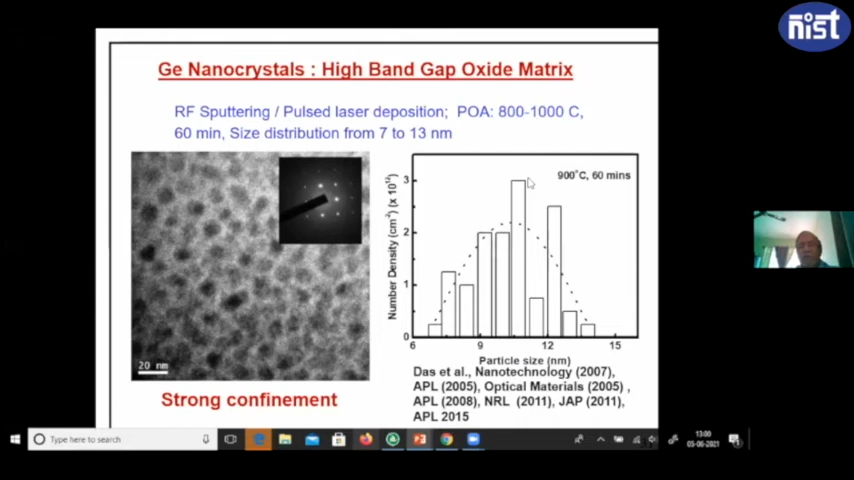 nist
Ge Nanocrystals : High Band Gap Oxide Matrix
RF Sputtering / Pulsed laser deposition; POA: 800-1000 C,
60 min, Size distribution from 7 to 13 nm
20 nm
Strong confinement
900°C, 60 mins
Number Density (cm²) (x 10¹²)
3
2
1
0
6 9 12 15
Particle size (nm)
Das et al., Nanotechnology (2007),
APL (2005), Optical Materials (2005) ,
APL (2008), NRL (2011), JAP (2011),
APL 2015
Type here to search
13:00
05-06-2021